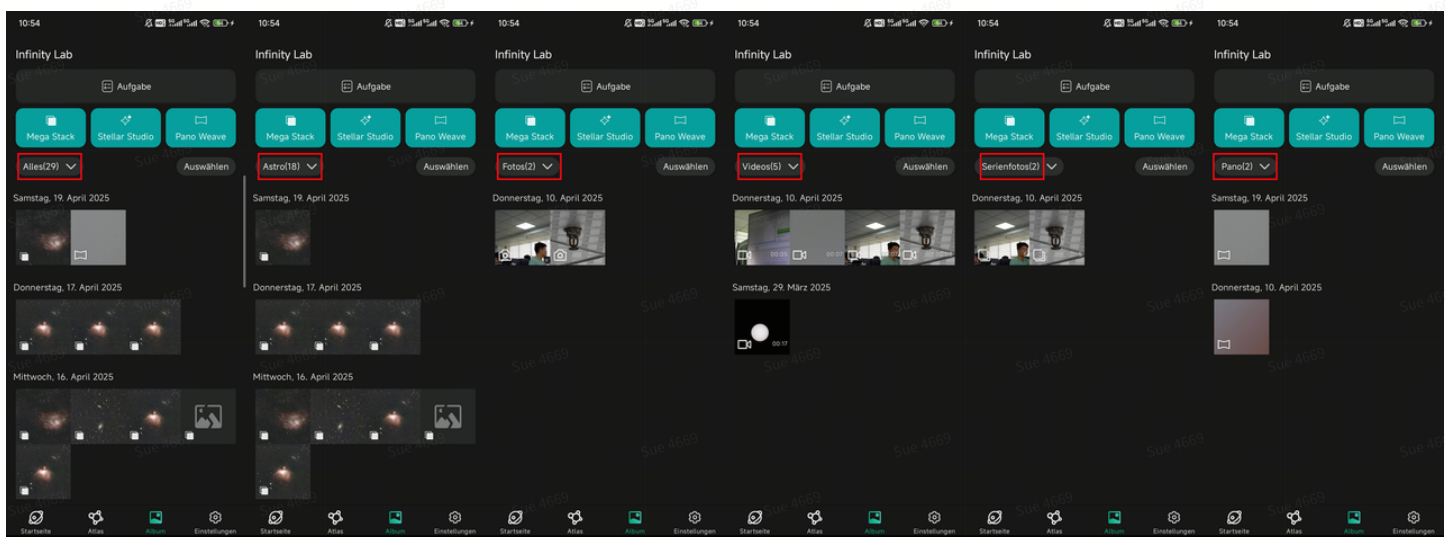 10:54
Infinity Lab
Aufgabe
Mega Stack Stellar Studio Pano Weave
Alles(29) Auswählen
Samstag, 19. April 2025
Donnerstag, 17. April 2025
Mittwoch, 16. April 2025
Startseite Atlas Album Einstellungen
10:54
Infinity Lab
Aufgabe
Mega Stack Stellar Studio Pano Weave
Astro(18) Auswählen
Samstag, 19. April 2025
Donnerstag, 17. April 2025
Mittwoch, 16. April 2025
Startseite Atlas Album Einstellungen
10:54
Infinity Lab
Aufgabe
Mega Stack Stellar Studio Pano Weave
Fotos(2) Auswählen
Donnerstag, 10. April 2025
Startseite Atlas Album Einstellungen
10:54
Infinity Lab
Aufgabe
Mega Stack Stellar Studio Pano Weave
Videos(5) Auswählen
Donnerstag, 10. April 2025
Samstag, 29. März 2025
00:17
Startseite Atlas Album Einstellungen
10:54
Infinity Lab
Aufgabe
Mega Stack Stellar Studio Pano Weave
Serienfotos(2) Auswählen
Donnerstag, 10. April 2025
Startseite Atlas Album Einstellungen
10:54
Infinity Lab
Aufgabe
Mega Stack Stellar Studio Pano Weave
Pano(2) Auswählen
Samstag, 19. April 2025
Donnerstag, 10. April 2025
Startseite Atlas Album Einstellungen
Sue 4669